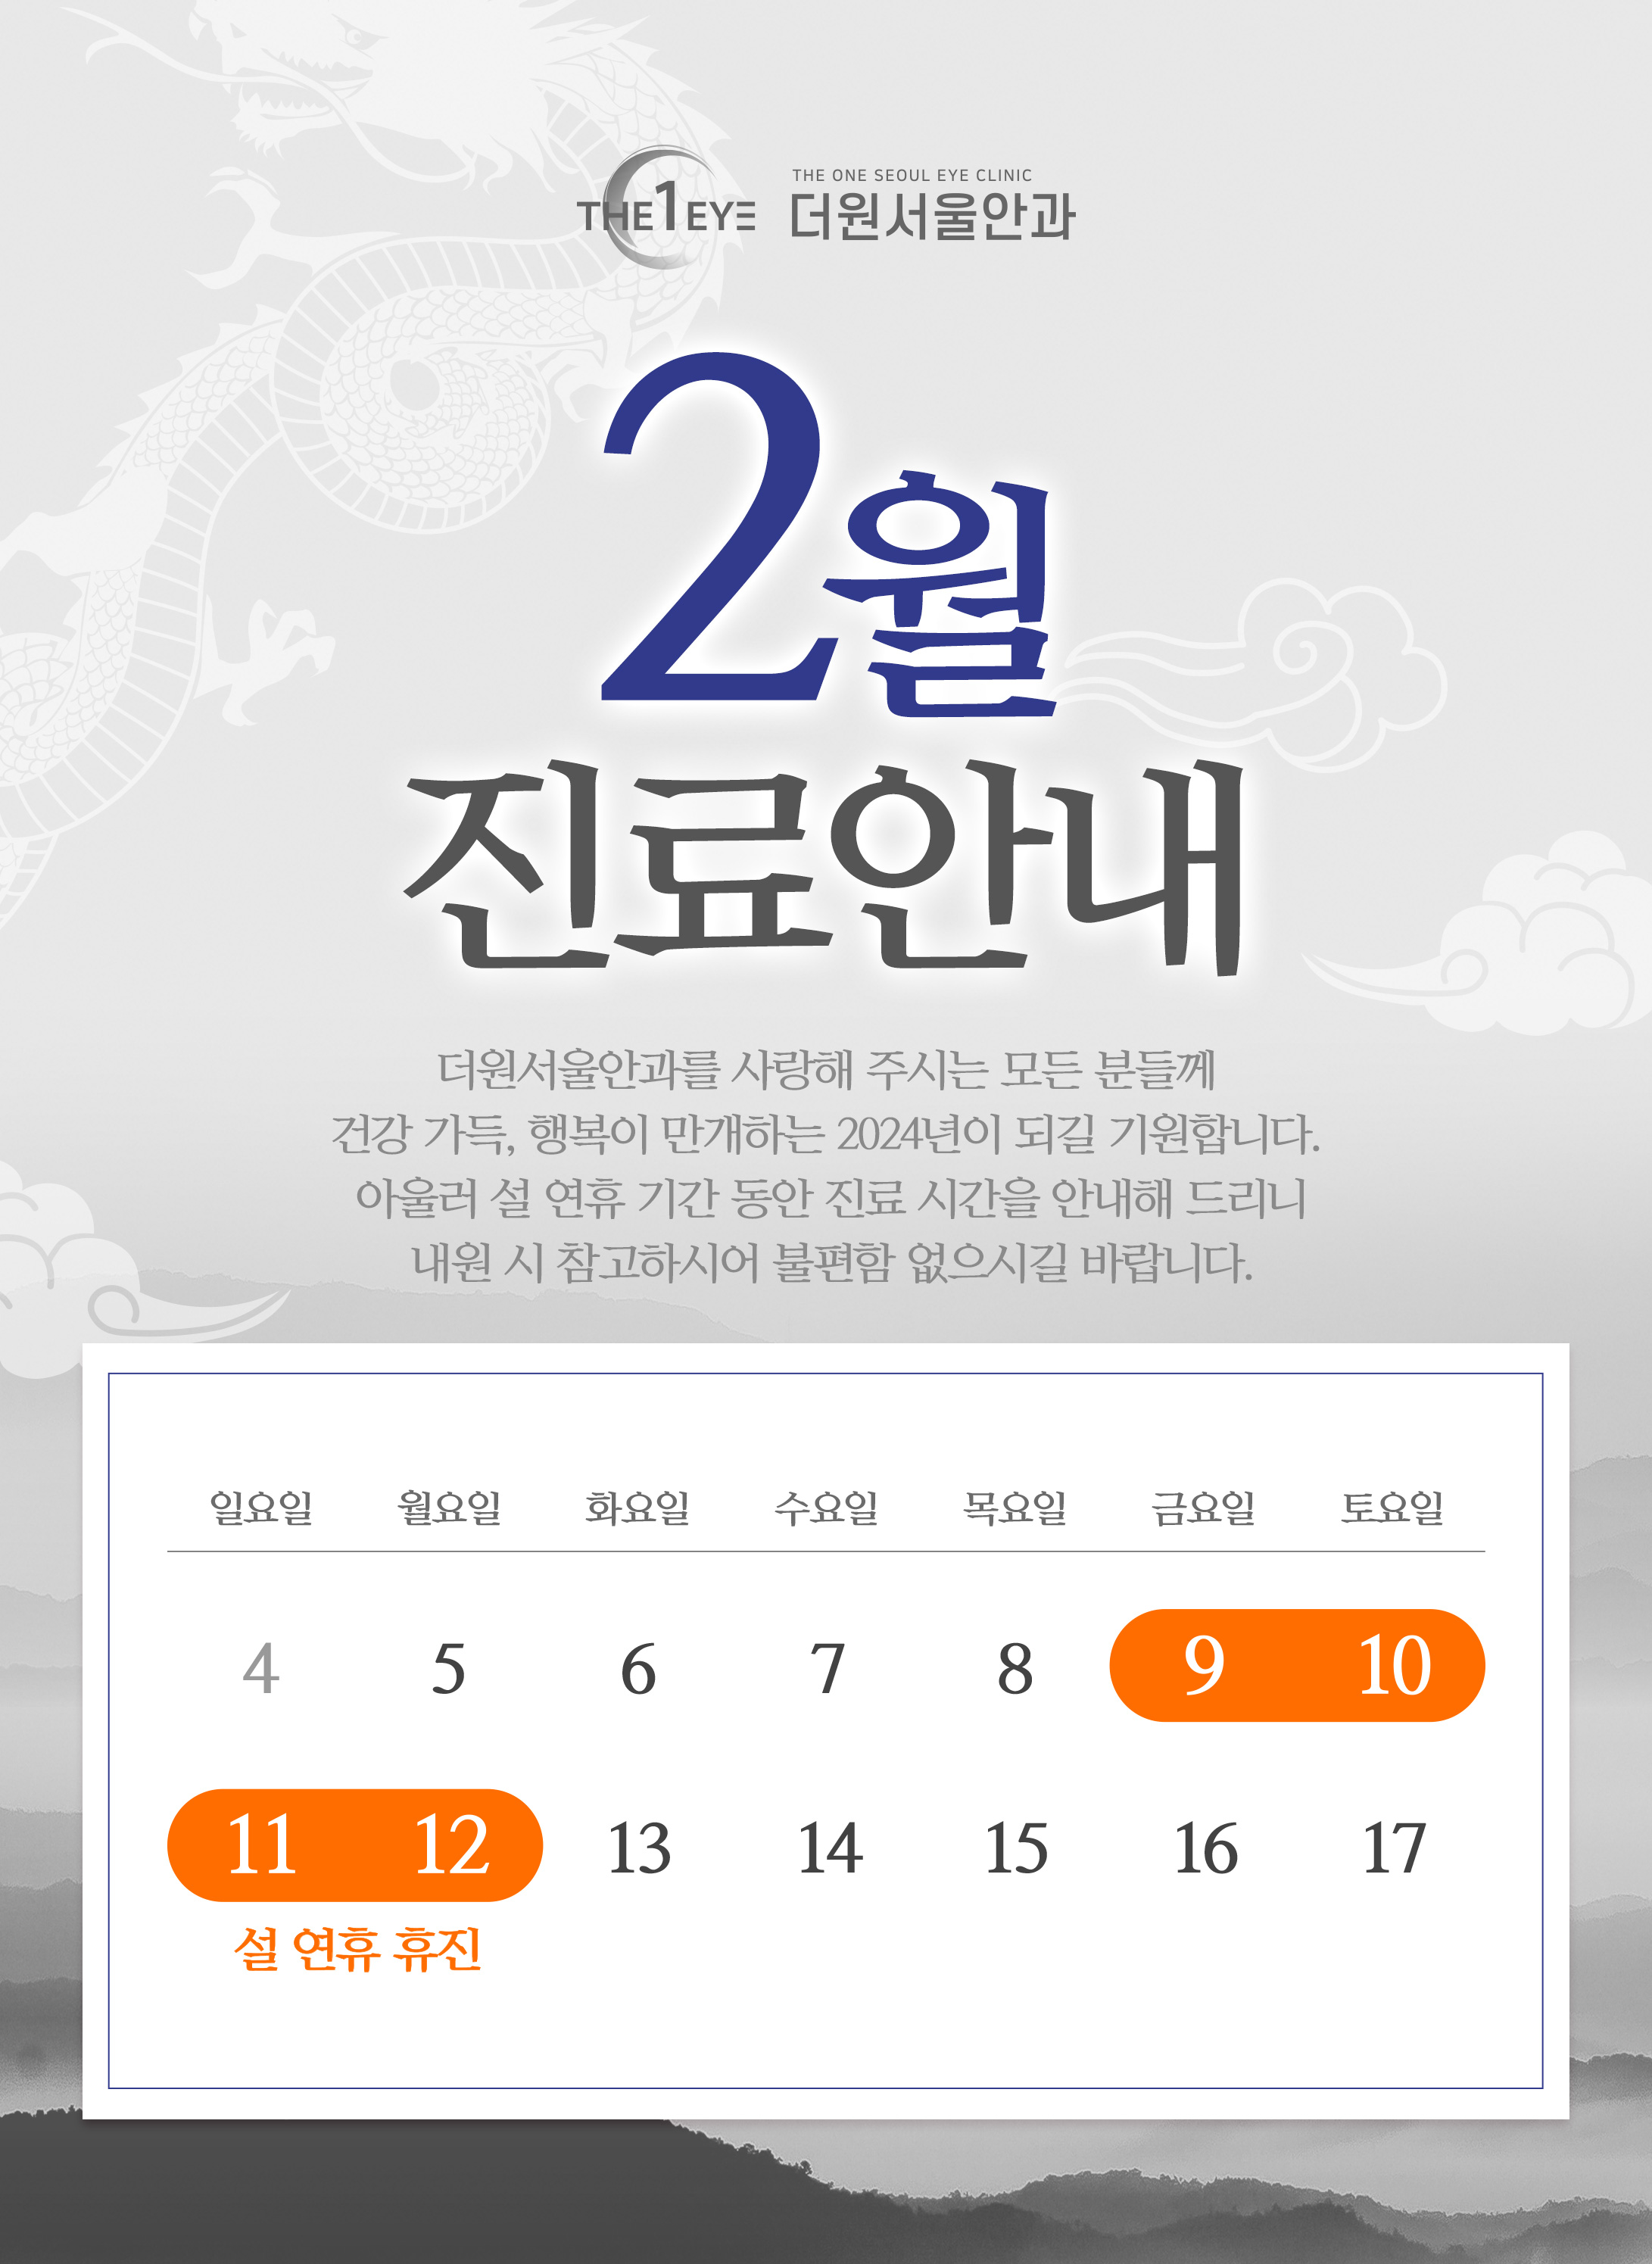 THE1EYE
THE ONE SEOUL EYE CLINIC
더원서울안과
2월
진료안내
더원서울안과를 사랑해 주시는 모든 분들께
건강 가득, 행복이 만개하는 2024년이 되길 기원합니다.
아울러 설 연휴 기간 동안 진료 시간을 안내해 드리니
내원 시 참고하시어 불편함 없으시길 바랍니다.
일요일 월요일 화요일 수요일 목요일 금요일 토요일
4 5 6 7 8 9 10
11 12 13 14 15 16 17
설 연휴 휴진